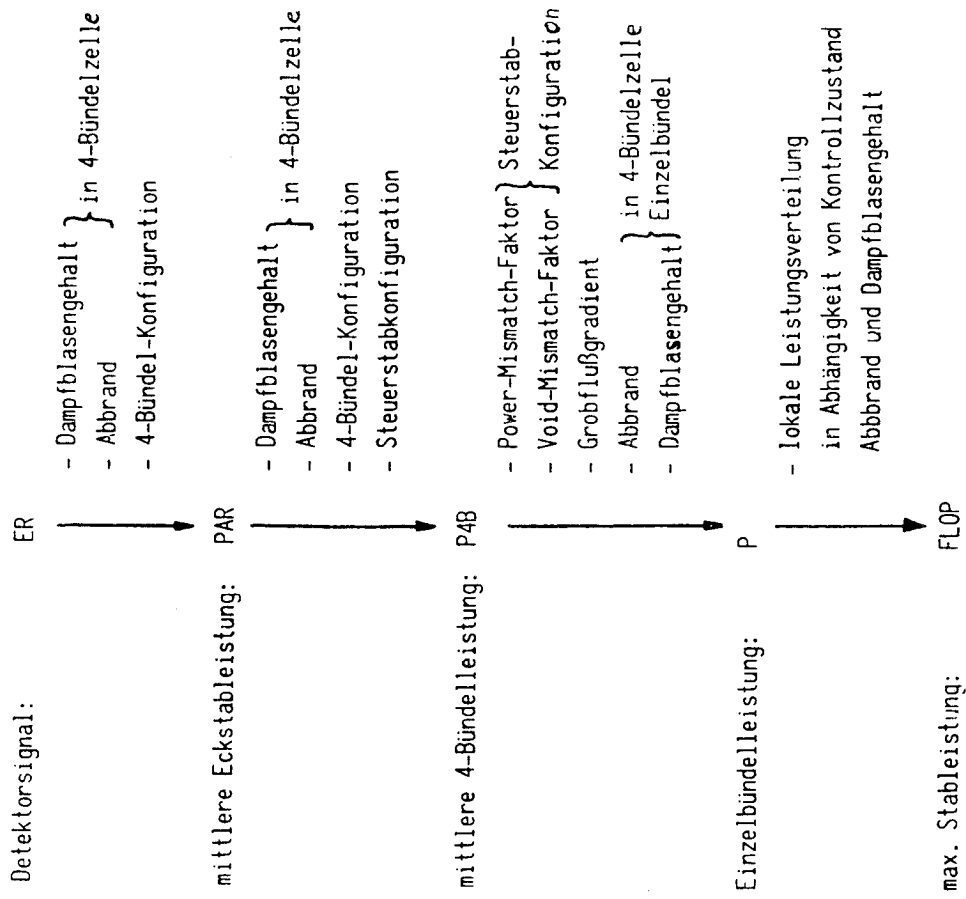 Detektorsignal: ER
- Dampfblasengehalt } in 4-Bündelzelle
- Abbrand
- 4-Bündel-Konfiguration
mittlere Eckstableistung: PAR
- Dampfblasengehalt } in 4-Bündelzelle
- Abbrand
- 4-Bündel-Konfiguration
- Steuerstabkonfiguration
mittlere 4-Bündelleistung: P4B
- Power-Mismatch-Faktor } Steuerstab-
- Void-Mismatch-Faktor } Konfiguration
- Grobflußgradient
- Abbrand } in 4-Bündelzelle
- Dampfblasengehalt } Einzelbündel
Einzelbündelleistung: P
- lokale Leistungsverteilung
in Abhängigkeit von Kontrollzustand
Abbbrand und Dampfblasengehalt
max. Stableistung: FLOP